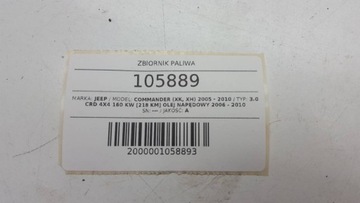 ZBIORNIK PALIWA
105889
MARKA: JEEP / MODEL: COMMANDER (XK, XH) 2005 - 2010 / TYP: 3.0
CRD 4X4 160 KW [218 KM] OLEJ NAPĘDOWY 2006 - 2010
SN: --- / JAKOŚĆ: A
2000001058893